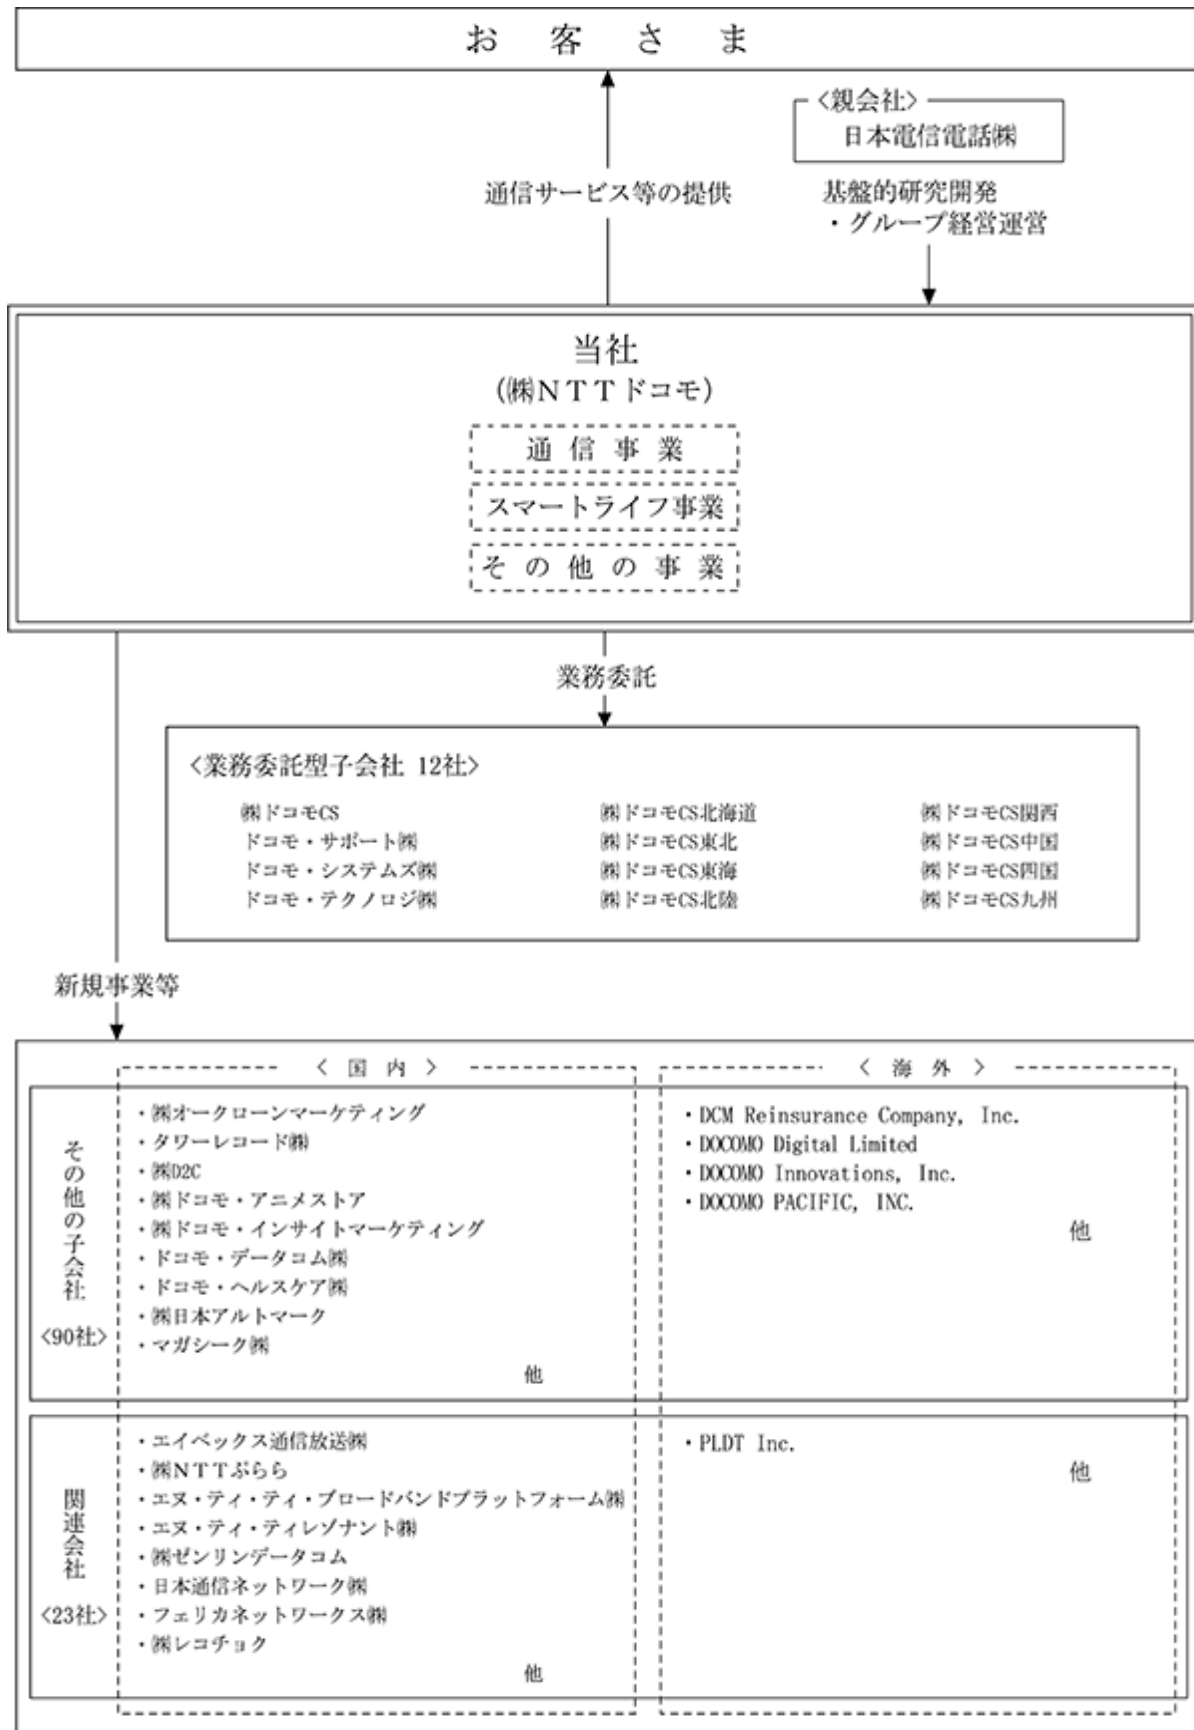 お客さま
<親会社>
日本電信電話㈱
通信サービス等の提供
基盤的研究開発
・グループ経営運営
当社
(㈱NTTドコモ)
通信事業
スマートライフ事業
その他の事業
業務委託
<業務委託型子会社 12社>
㈱ドコモCS
ドコモ・サポート㈱
ドコモ・システムズ㈱
ドコモ・テクノロジ㈱
㈱ドコモCS北海道
㈱ドコモCS東北
㈱ドコモCS東海
㈱ドコモCS北陸
㈱ドコモCS関西
㈱ドコモCS中国
㈱ドコモCS四国
㈱ドコモCS九州
新規事業等
<国内>
<海外>
その他の子会社
<90社>
・㈱オークローンマーケティング
・タワーレコード㈱
・㈱D2C
・㈱ドコモ・アニメストア
・㈱ドコモ・インサイトマーケティング
・ドコモ・データコム㈱
・ドコモ・ヘルスケア㈱
・㈱日本アルトマーク
・マガシーク㈱
他
・DCM Reinsurance Company, Inc.
・DOCOMO Digital Limited
・DOCOMO Innovations, Inc.
・DOCOMO PACIFIC, INC.
他
関連会社
<23社>
・エイベックス通信放送㈱
・㈱NTTぷらら
・エヌ・ティ・ティ・ブロードバンドプラットフォーム㈱
・エヌ・ティ・ティレゾナント㈱
・㈱ゼンリンデータコム
・日本通信ネットワーク㈱
・フェリカネットワークス㈱
・㈱レコチョク
他
・PLDT Inc.
他